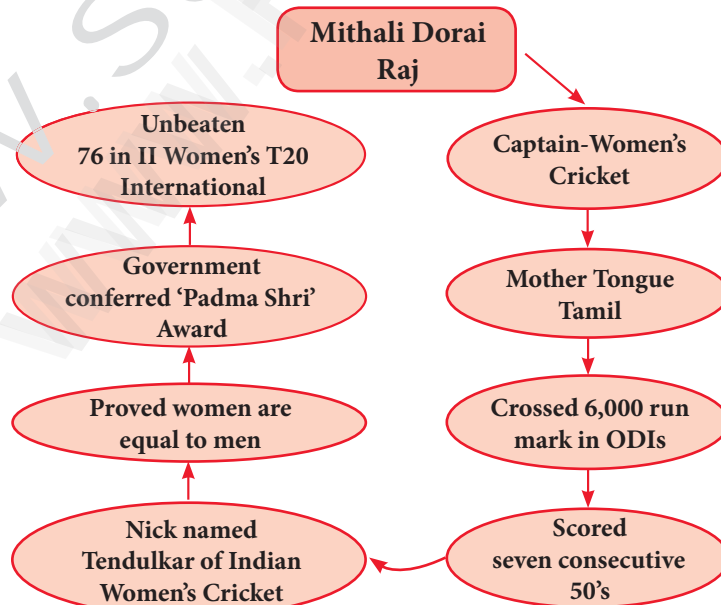 Mithali Dorai
Raj
Captain-Women's
Cricket
Mother Tongue
Tamil
Crossed 6,000 run
mark in ODIs
Scored
seven consecutive
50's
Nick named
Tendulkar of Indian
Women's Cricket
Proved women are
equal to men
Government
conferred ‘Padma Shri’
Award
Unbeaten
76 in II Women's T20
International